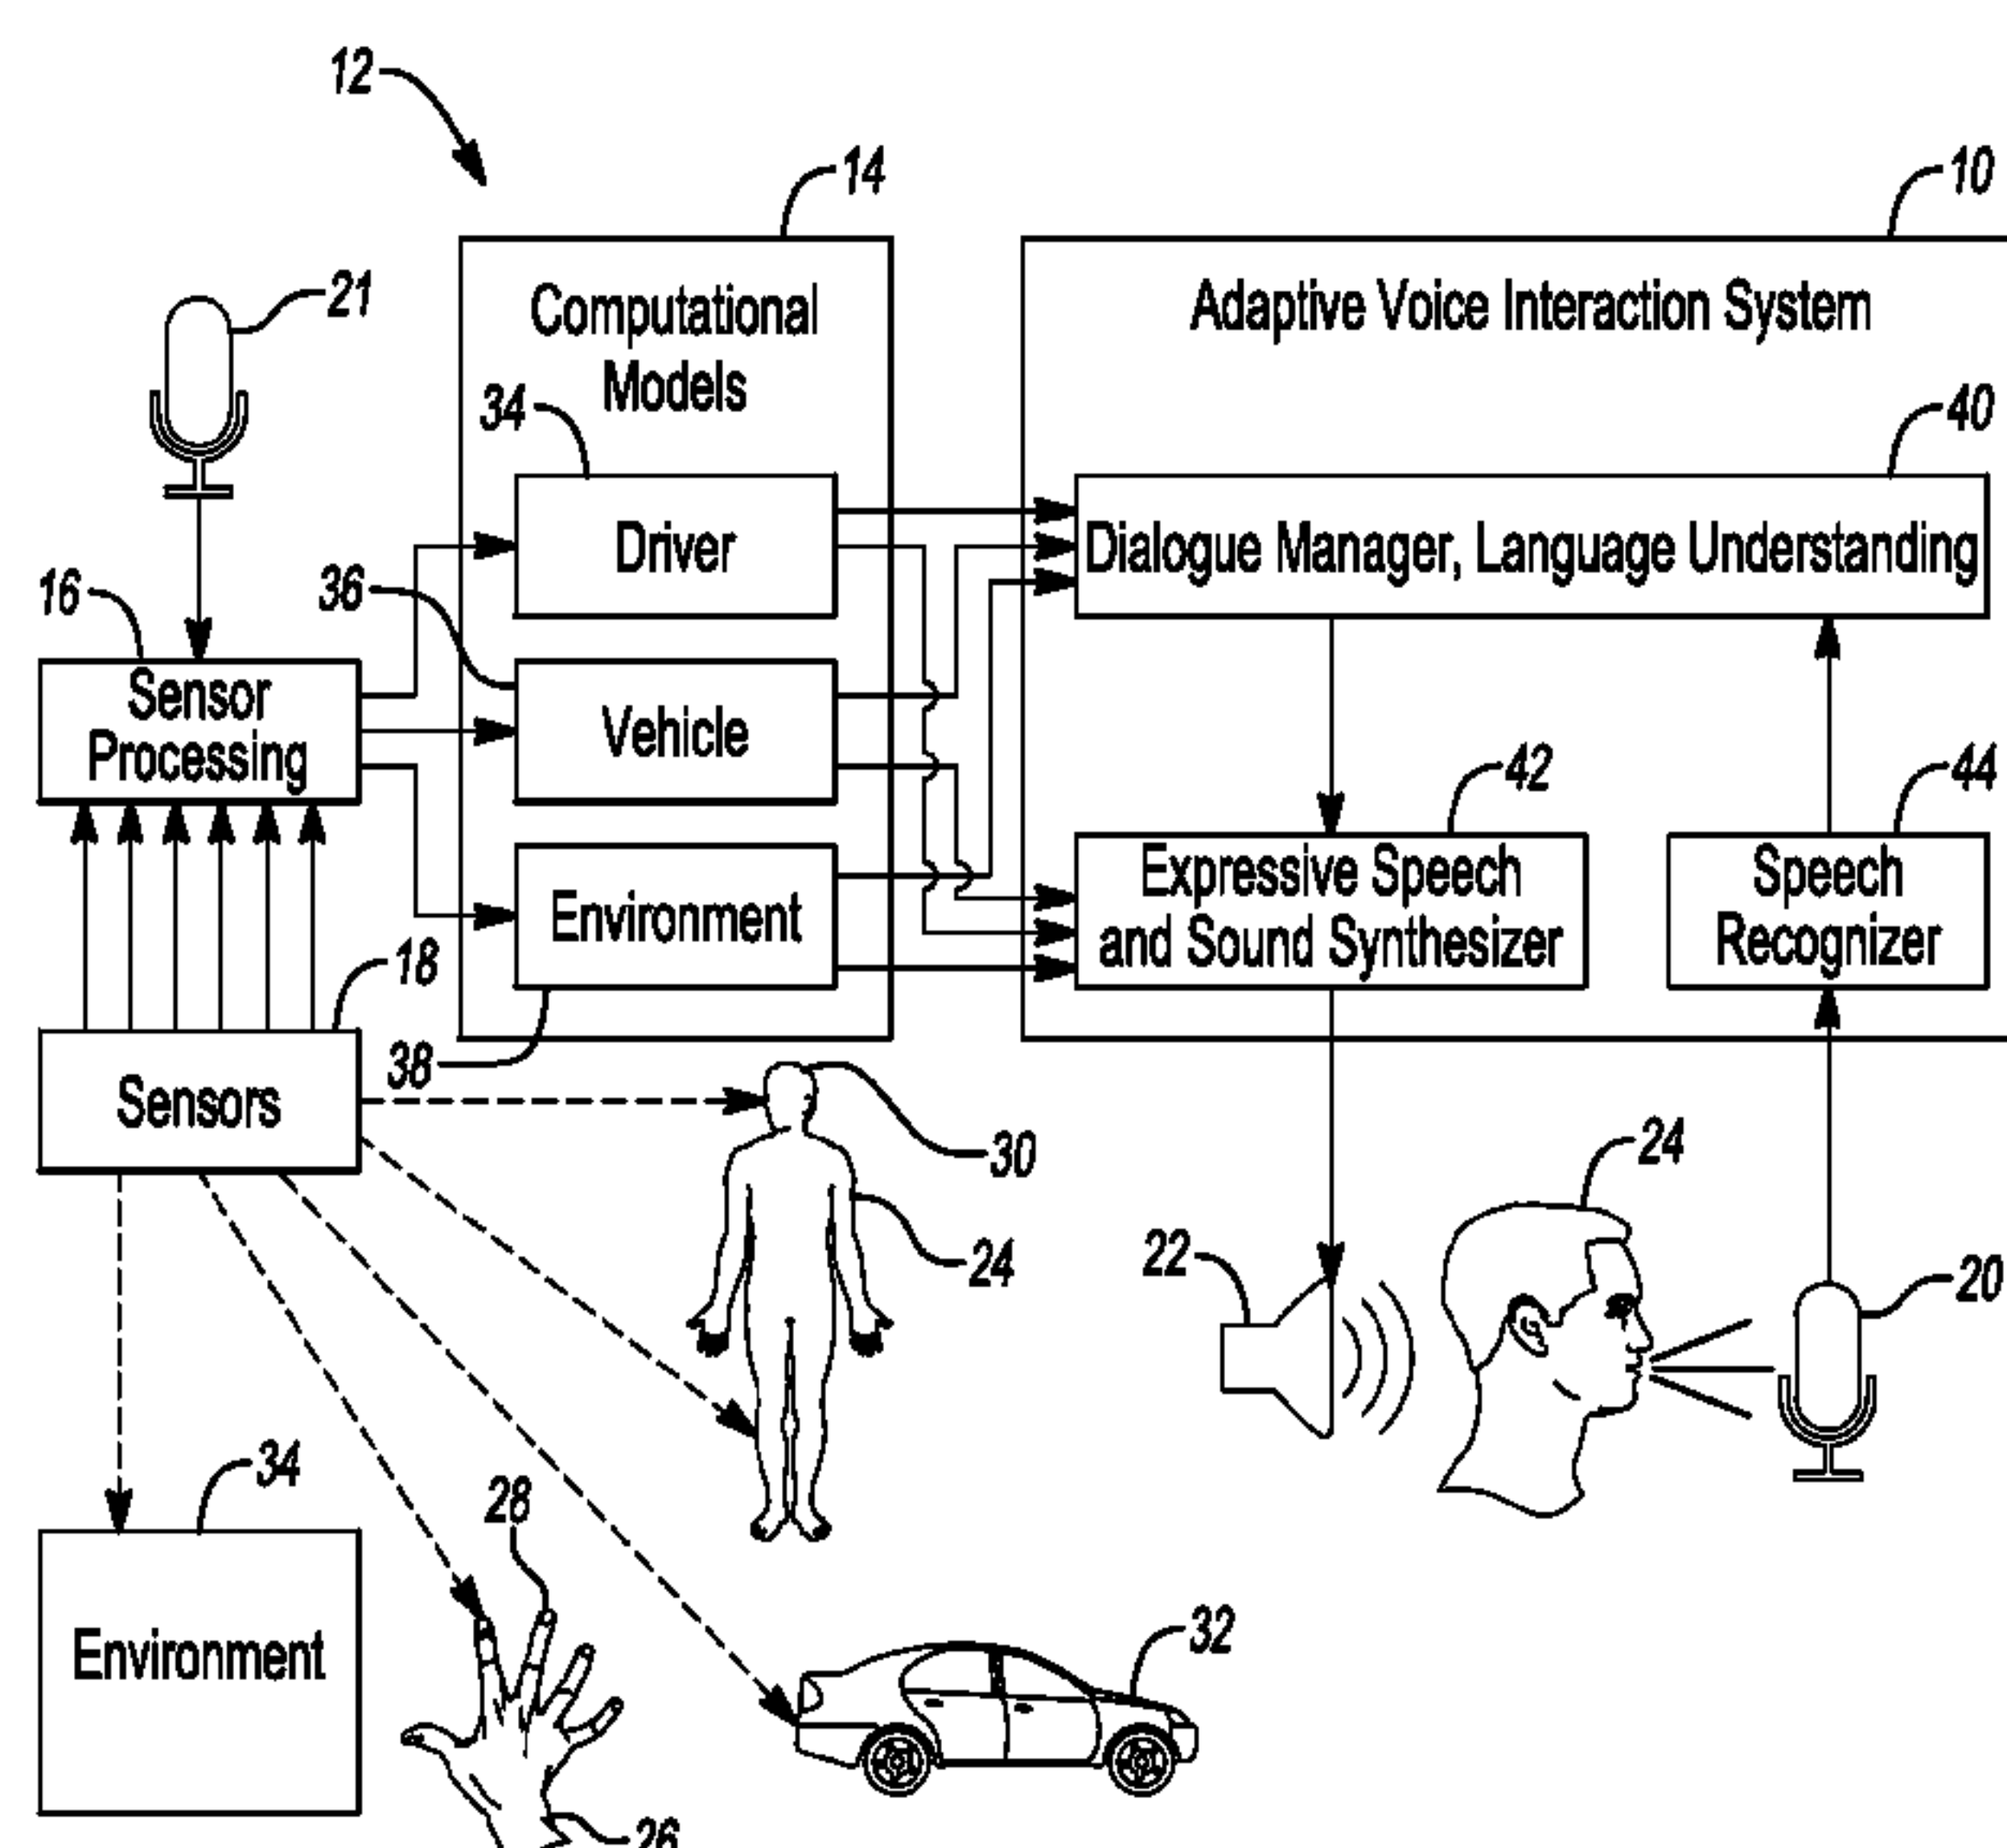 12
14
10
21
Computational
Models
Adaptive Voice Interaction System
34
40
Driver
Dialogue Manager, Language Understanding
16
36
Sensor
Processing
Vehicle
42
44
Expressive Speech
and Sound Synthesizer
Speech
Recognizer
Environment
18
38
Sensors
30
24
24
22
20
34
28
Environment
32
26